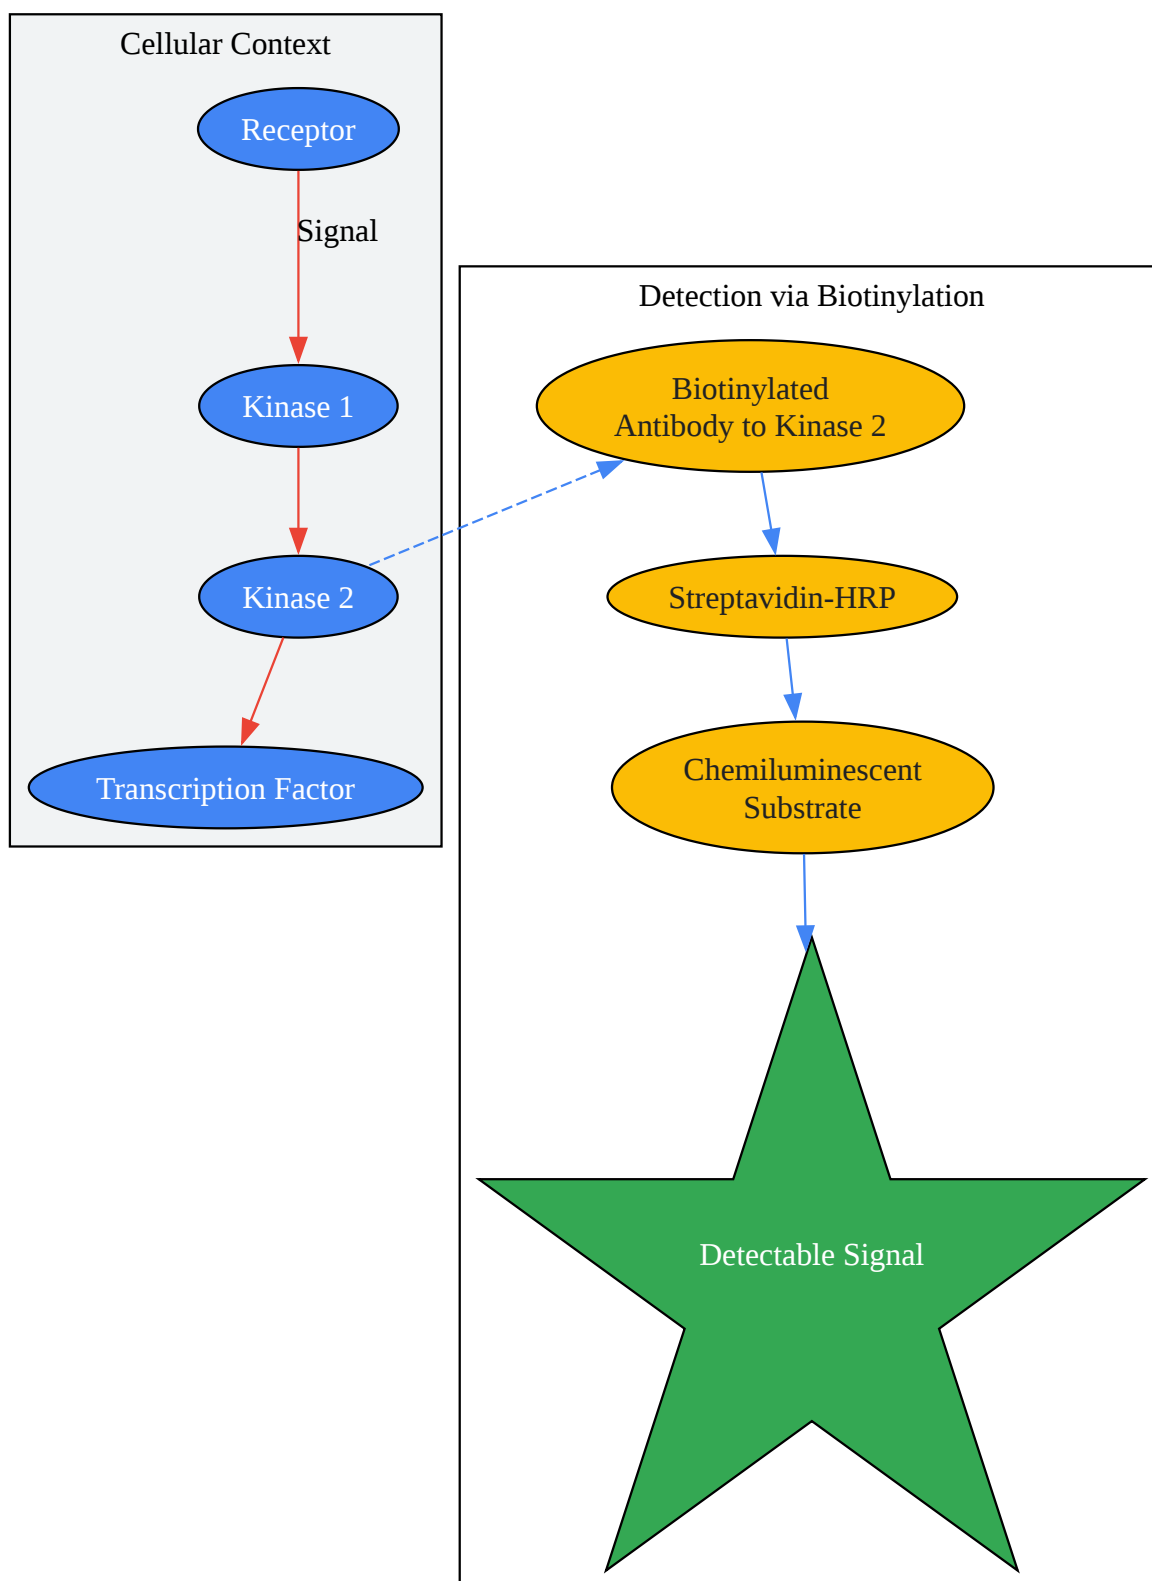 Cellular Context
Receptor
Signal
Kinase 1
Kinase 2
Transcription Factor
Detection via Biotinylation
Biotinylated
Antibody to Kinase 2
Streptavidin-HRP
Chemiluminescent
Substrate
Detectable Signal